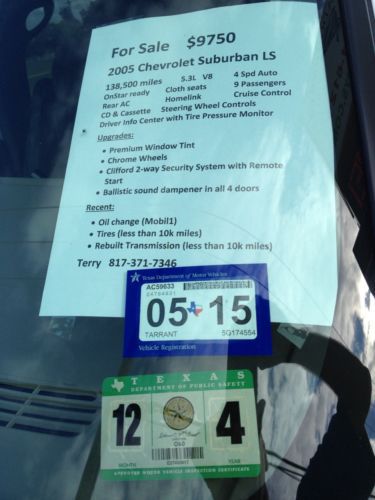 For Sale $9750
2005 Chevrolet Suburban LS
138,500 miles 5.3L V8 4 Spd Auto
OnStar ready Cloth seats 9 Passengers
Rear AC Homelink Cruise Control
CD & Cassette Steering Wheel Controls
Driver Info Center with Tire Pressure Monitor
Upgrades:
• Premium Window Tint
• Chrome Wheels
• Clifford 2-way Security System with Remote
Start
• Ballistic sound dampener in all 4 doors
Recent:
• Oil change (Mobil1)
• Tires (less than 10k miles)
• Rebuilt Transmission (less than 10k miles)
Terry 817-371-7346
Texas Department of Motor Vehicles
AC59633
05 15
TARRANT
Vehicle Registration
TEXAS
DEPARTMENT OF PUBLIC SAFETY
12 4
MONTH YEAR
APPROVED MOTOR VEHICLE INSPECTION CERTIFICATE